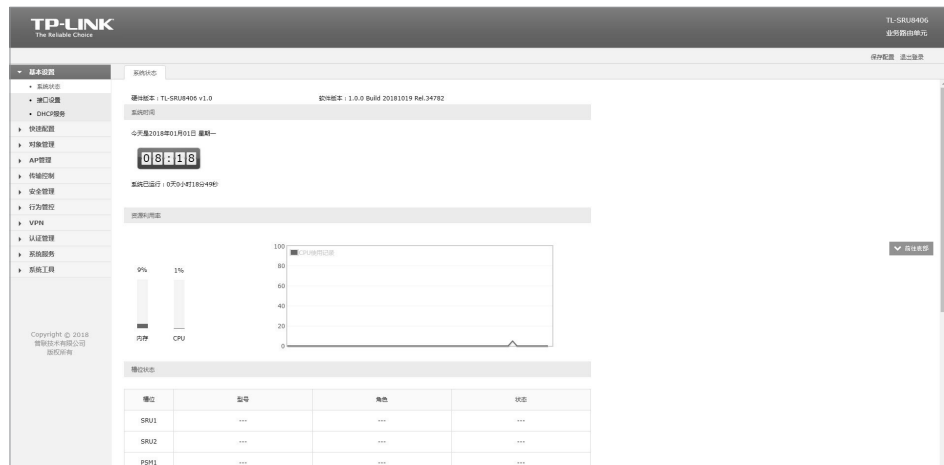 TP-LINK
The Reliable Choice
TL-SRU8406
业务路由单元
保存配置 退出登录
基本设置
系统状态
接口设置
DHCP服务
快速配置
对象管理
AP管理
传输控制
安全管理
行为管控
VPN
认证管理
系统服务
系统工具
Copyright © 2018
普联技术有限公司
版权所有
系统状态
硬件版本：TL-SRU8406 v1.0 软件版本：1.0.0 Build 20181019 Rel.34782
系统时间
今天是2018年01月01日 星期一
08:18
系统已运行：0天0小时18分49秒
资源利用率
9% 1%
内存 CPU
100
80
60
40
20
0
CPU使用记录
前往底部
槽位状态
槽位 型号 角色 状态
SRU1 --- --- ---
SRU2 --- --- ---
PSM1 --- --- ---